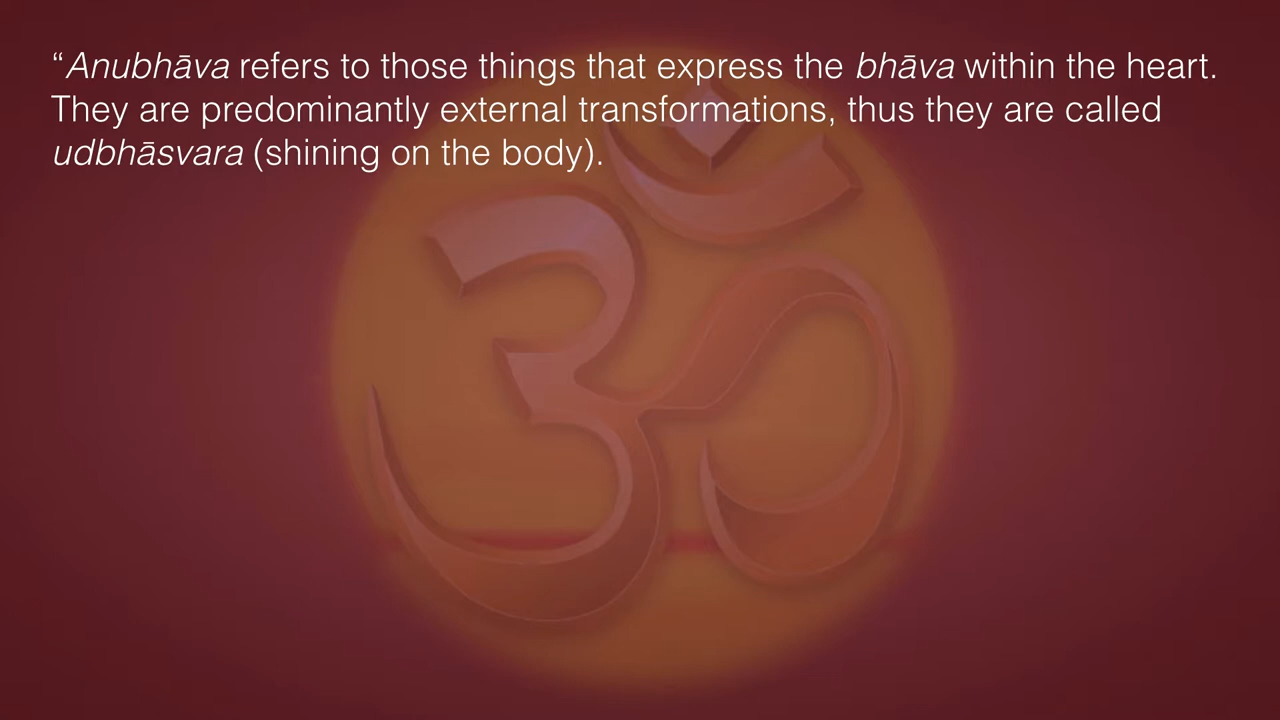 “Anubhāva refers to those things that express the bhāva within the heart.
They are predominantly external transformations, thus they are called
udbhāsvara (shining on the body).
ॐ